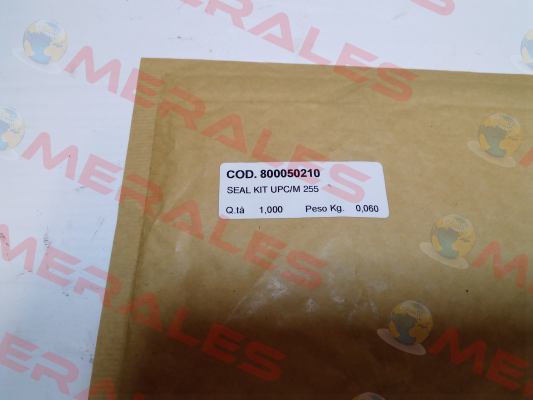 COD. 800050210
SEAL KIT UPC/M 255
Q.tà 1,000 Peso Kg. 0,060
MERALES
MERALES
MERALES
MERALES